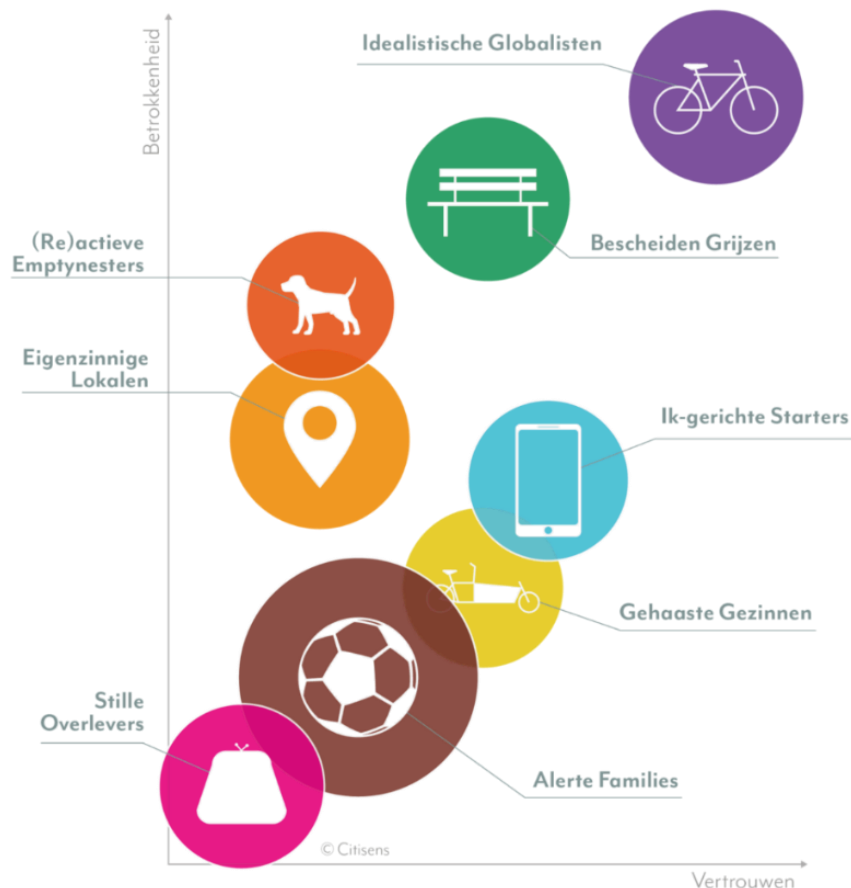 Idealistische Globalisten
Betrokkenheid
(Re)actieve
Emptynesters
Bescheiden Grijzen
Eigenzinnige
Lokalen
Ik-gerichte Starters
Gehaaste Gezinnen
Stille
Overlevers
Alerte Families
© Citisens
Vertrouwen